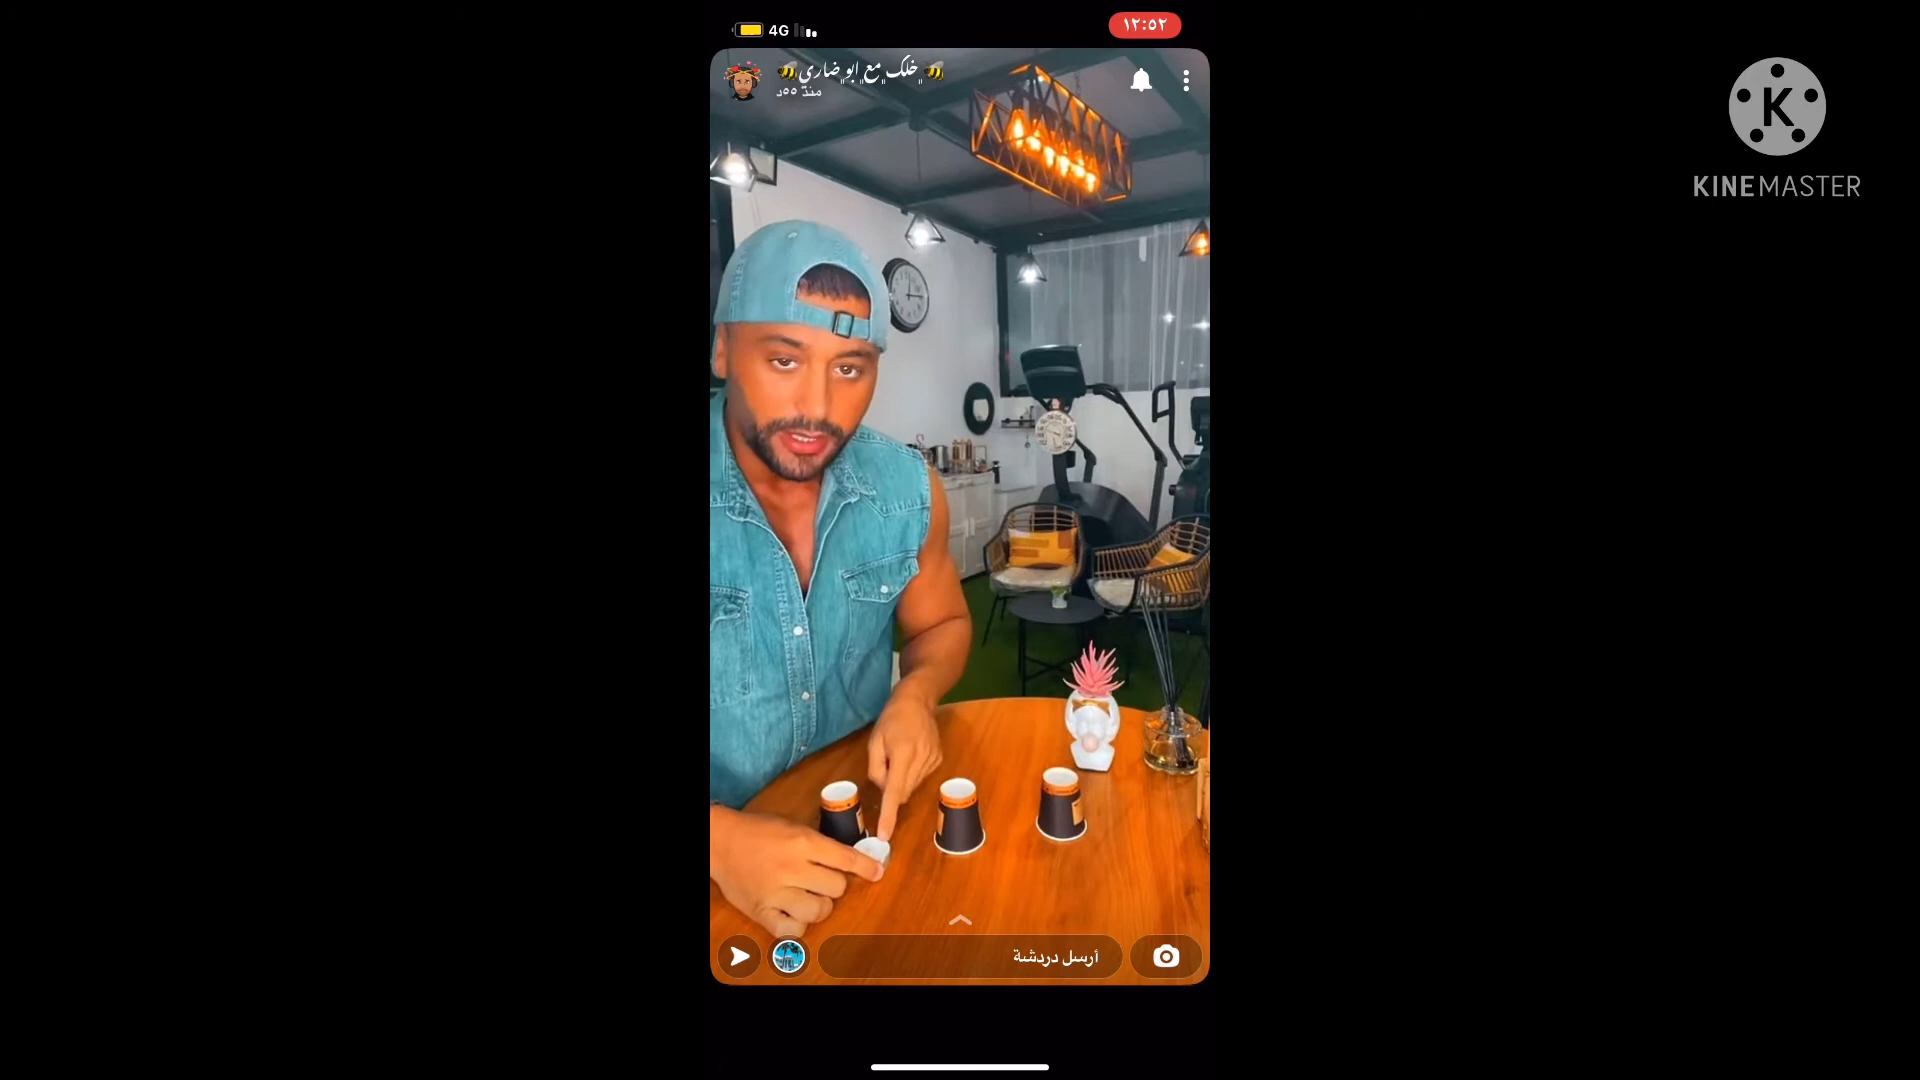 4G
١٢:٥٢
🐝خلك مع ابو ضاري🐝
منذ ٥٥د
KINEMASTER
أرسل دردشة